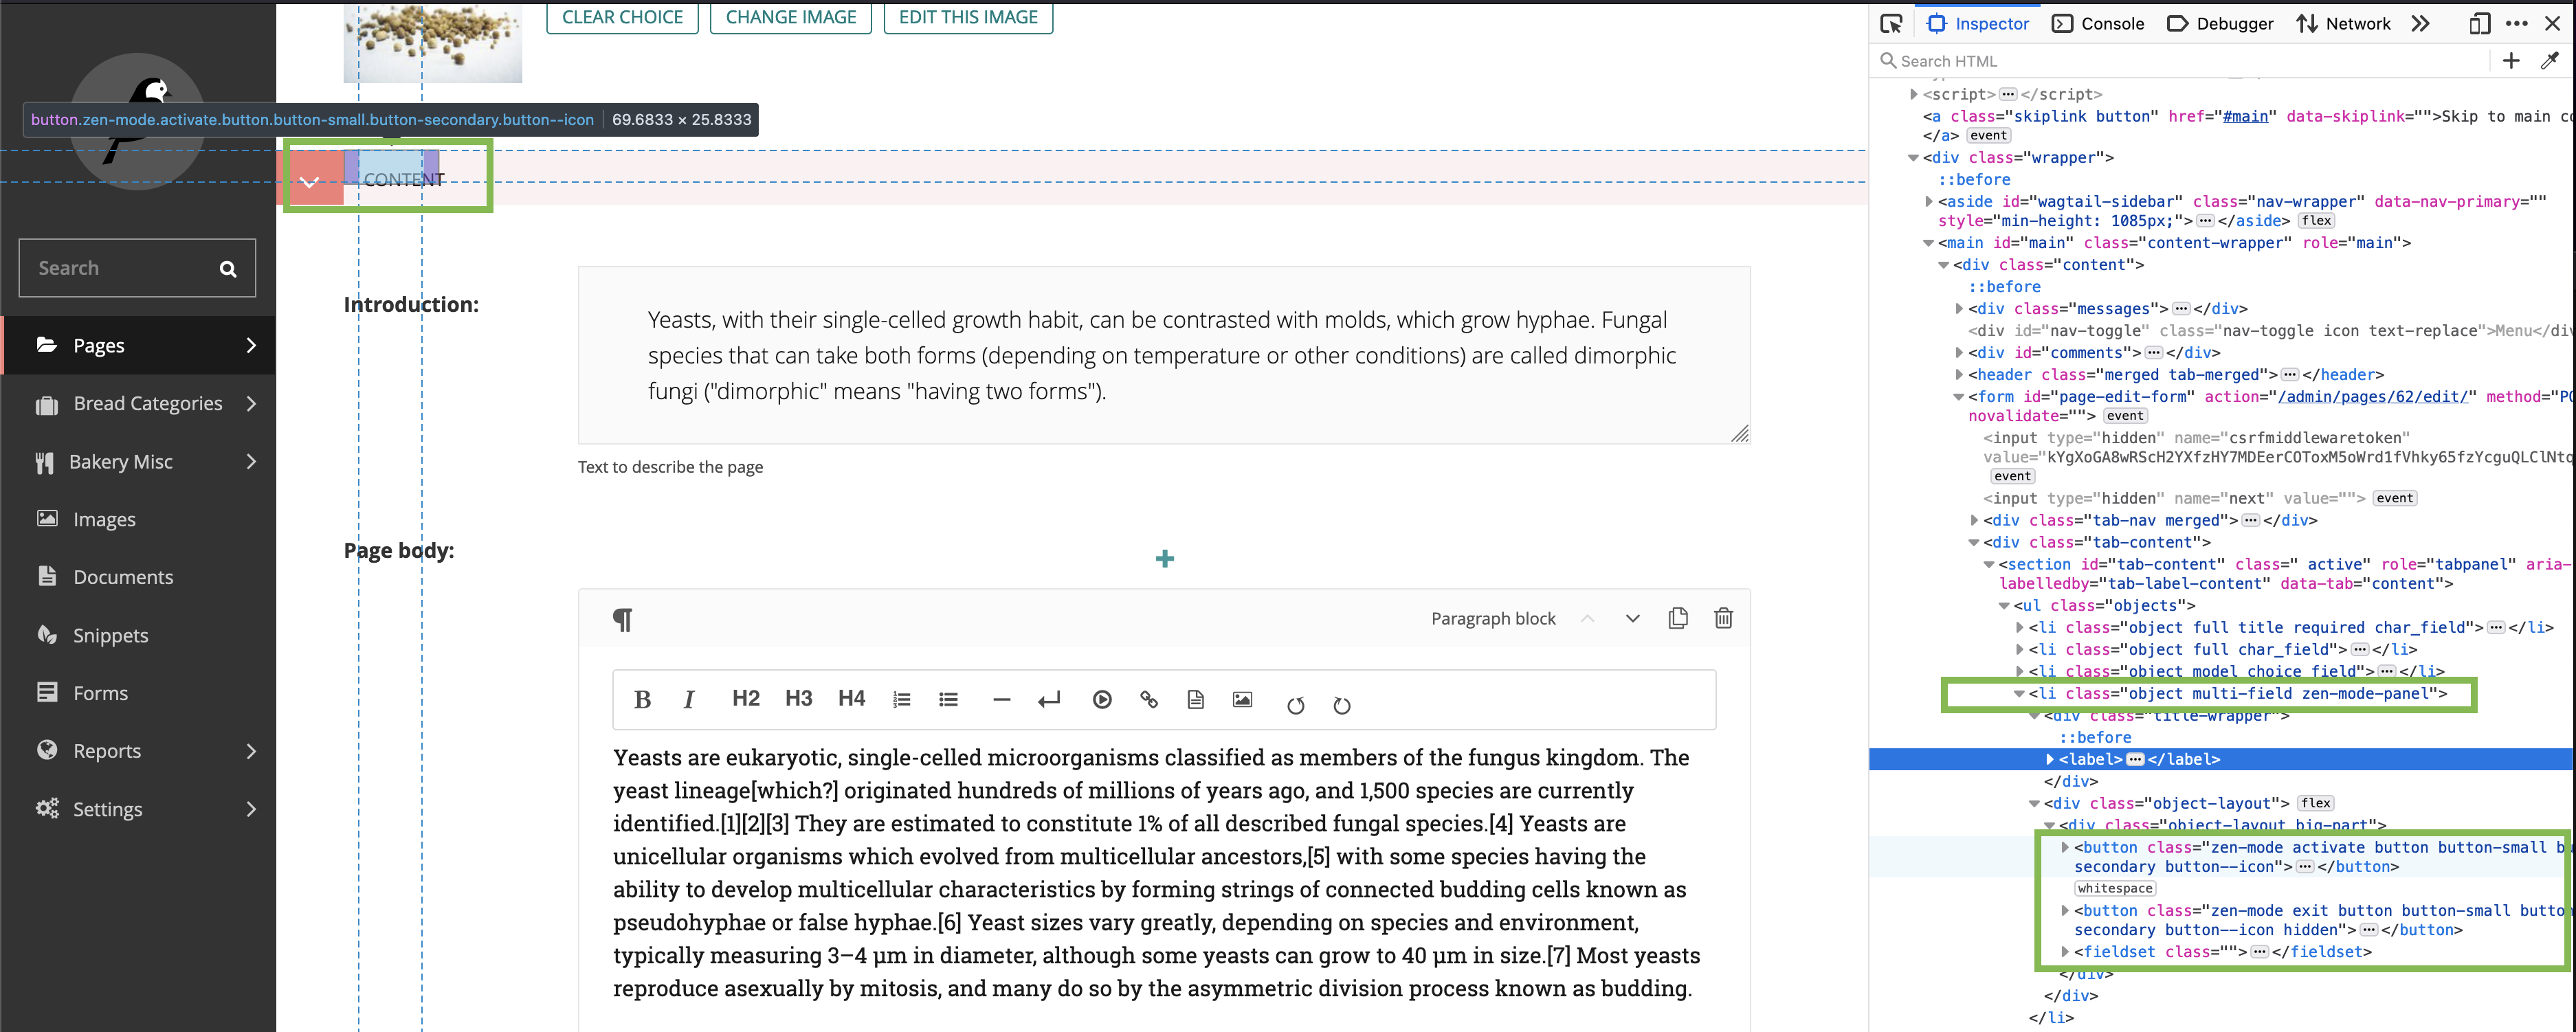 CLEAR CHOICE
CHANGE IMAGE
EDIT THIS IMAGE
button.zen-mode.activate.button.button-small.button-secondary.button--icon 69.6833 × 25.8333
CONTENT
Search
Pages
Bread Categories
Bakery Misc
Images
Documents
Snippets
Forms
Reports
Settings
Introduction:
Yeasts, with their single-celled growth habit, can be contrasted with molds, which grow hyphae. Fungal
species that can take both forms (depending on temperature or other conditions) are called dimorphic
fungi ("dimorphic" means "having two forms").
Text to describe the page
Page body:
Paragraph block
B I H2 H3 H4
Yeasts are eukaryotic, single-celled microorganisms classified as members of the fungus kingdom. The
yeast lineage[which?] originated hundreds of millions of years ago, and 1,500 species are currently
identified.[1][2][3] They are estimated to constitute 1% of all described fungal species.[4] Yeasts are
unicellular organisms which evolved from multicellular ancestors,[5] with some species having the
ability to develop multicellular characteristics by forming strings of connected budding cells known as
pseudohyphae or false hyphae.[6] Yeast sizes vary greatly, depending on species and environment,
typically measuring 3–4 µm in diameter, although some yeasts can grow to 40 µm in size.[7] Most yeasts
reproduce asexually by mitosis, and many do so by the asymmetric division process known as budding.
Inspector Console Debugger Network
Search HTML
<script> ••• </script>
<a class="skiplink button" href="#main" data-skiplink="">Skip to main co
</a> event
<div class="wrapper">
::before
<aside id="wagtail-sidebar" class="nav-wrapper" data-nav-primary=""
style="min-height: 1085px;"> ••• </aside> flex
<main id="main" class="content-wrapper" role="main">
<div class="content">
::before
<div class="messages"> ••• </div>
<div id="nav-toggle" class="nav-toggle icon text-replace">Menu</div
<div id="comments"> ••• </div>
<header class="merged tab-merged"> ••• </header>
<form id="page-edit-form" action="/admin/pages/62/edit/" method="PO
novalidate=""> event
<input type="hidden" name="csrfmiddlewaretoken"
value="kYgXoGA8wRScH2YXfzHY7MDEerCOToxM5oWrd1fVhky65fzYcguQLClNtq
event
<input type="hidden" name="next" value=""> event
<div class="tab-nav merged"> ••• </div>
<div class="tab-content">
<section id="tab-content" class=" active" role="tabpanel" aria-
labelledby="tab-label-content" data-tab="content">
<ul class="objects">
<li class="object full title required char_field"> ••• </li>
<li class="object full char_field"> ••• </li>
<li class="object model_choice_field"> ••• </li>
<li class="object multi-field zen-mode-panel">
<div class="title-wrapper">
::before
<label> ••• </label>
</div>
<div class="object-layout"> flex
<div class="object-layout_big-part">
<button class="zen-mode activate button button-small bu
secondary button--icon"> ••• </button>
whitespace
<button class="zen-mode exit button button-small button
secondary button--icon hidden"> ••• </button>
<fieldset class=""> ••• </fieldset>
</div>
</div>
</li>